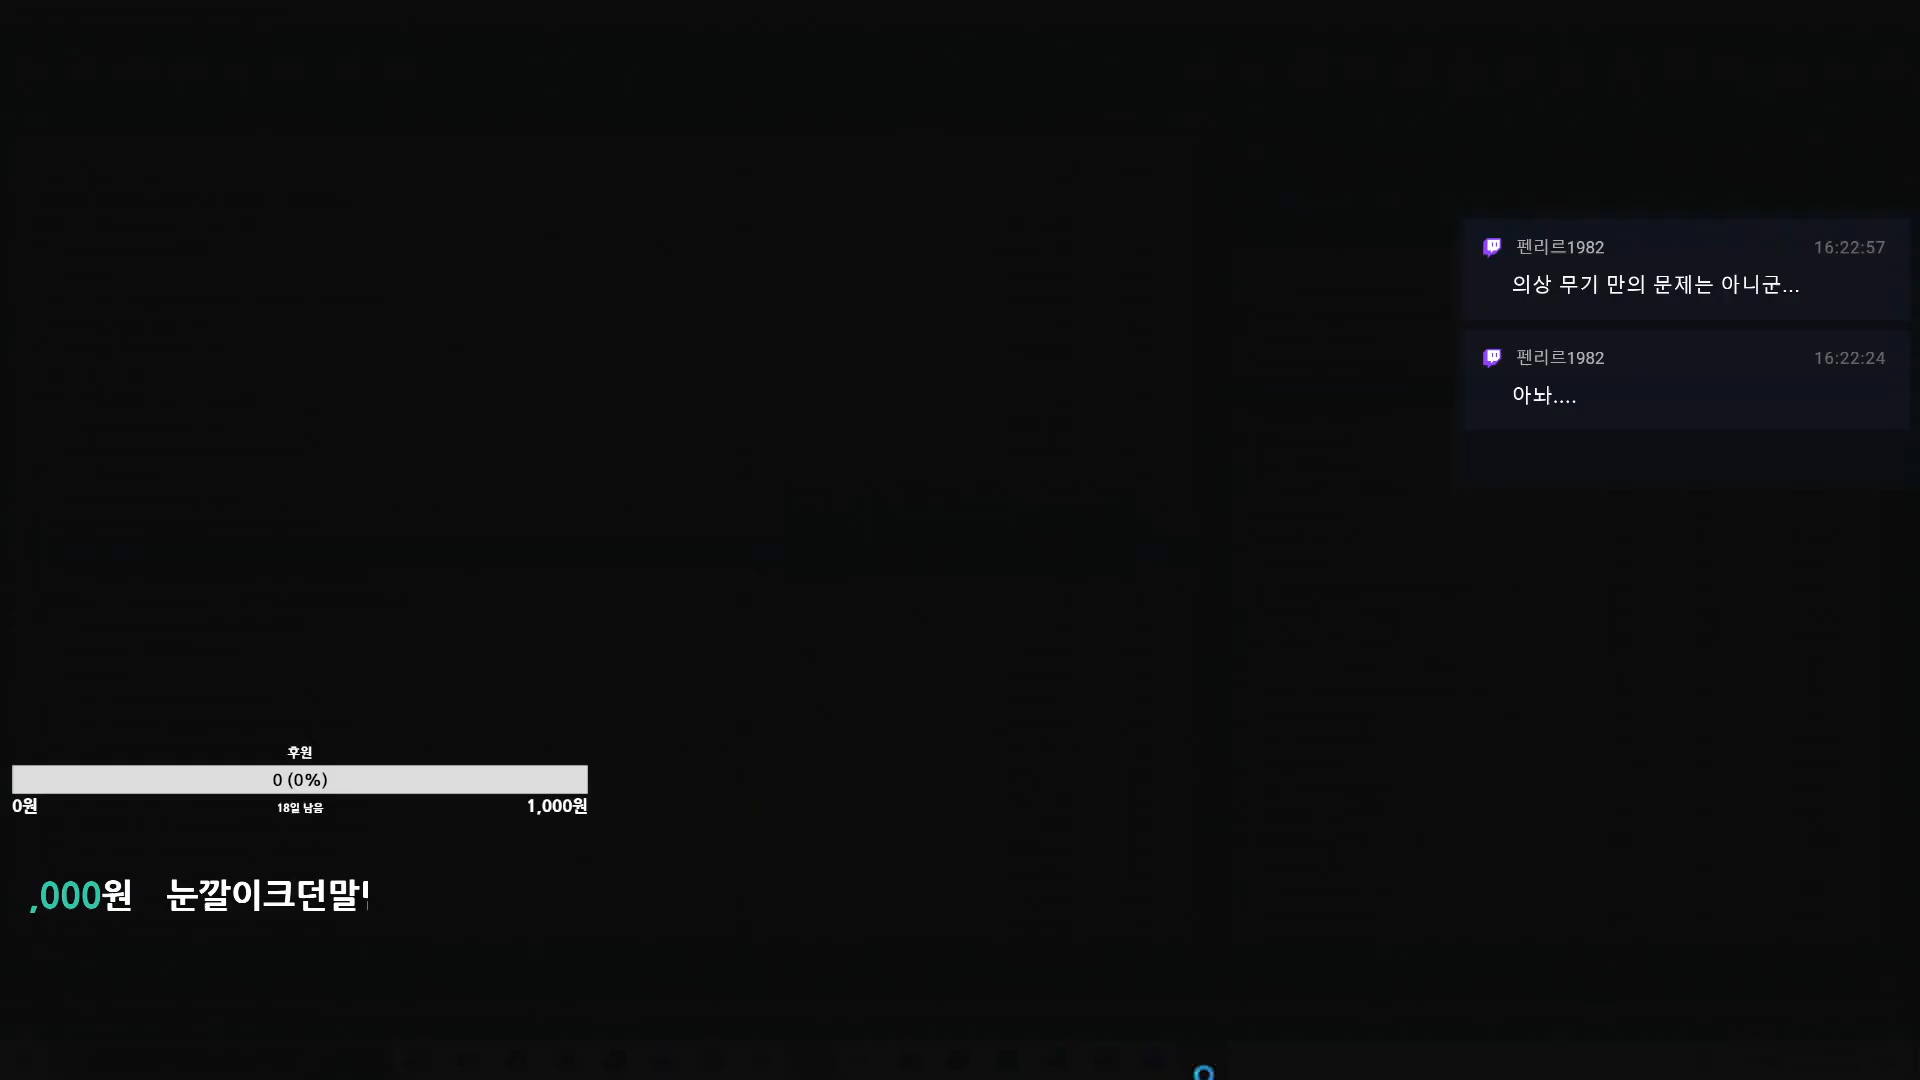 펜리르1982 16:22:57
의상 무기 만의 문제는 아니군...
펜리르1982 16:22:24
아놔....
후원
0 (0%)
0원 18일 남음 1,000원
,000원 눈깔이크던말